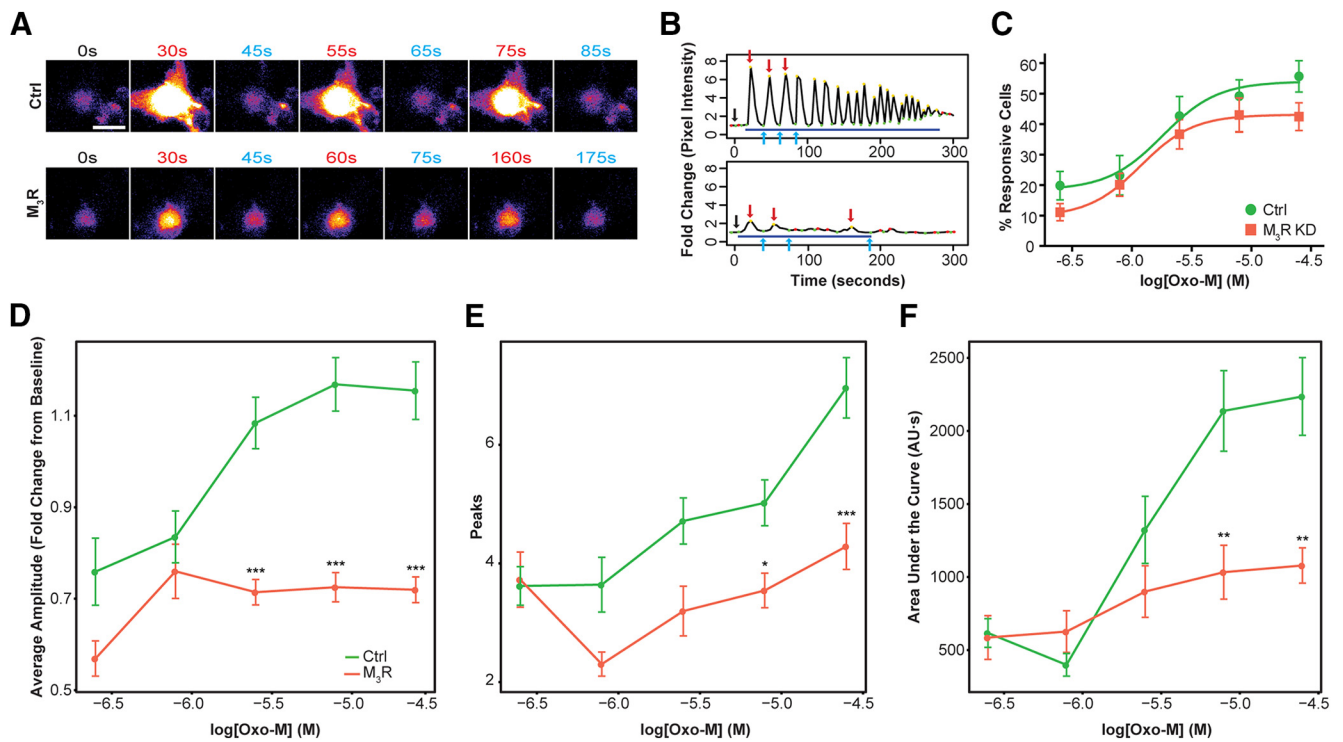 A
0s 30s 45s 55s 65s 75s 85s
Ctrl
0s 30s 45s 60s 75s 160s 175s
M₃R
B
Fold Change (Pixel Intensity)
8
6
4
2
0
0 100 200 300
8
6
4
2
0
0 100 200 300
Time (seconds)
C
% Responsive Cells
60
50
40
30
20
10
0
Ctrl
M₃R KD
−6.5 −6.0 −5.5 −5.0 −4.5
log[Oxo-M] (M)
D
Average Amplitude (Fold Change from Baseline)
1.1
0.9
0.7
0.5
*** *** ***
Ctrl
M₃R
−6.5 −6.0 −5.5 −5.0 −4.5
log[Oxo-M] (M)
E
Peaks
6
4
2
* ***
−6.5 −6.0 −5.5 −5.0 −4.5
log[Oxo-M] (M)
F
Area Under the Curve (AU·s)
2500
2000
1500
1000
500
** **
−6.5 −6.0 −5.5 −5.0 −4.5
log[Oxo-M] (M)